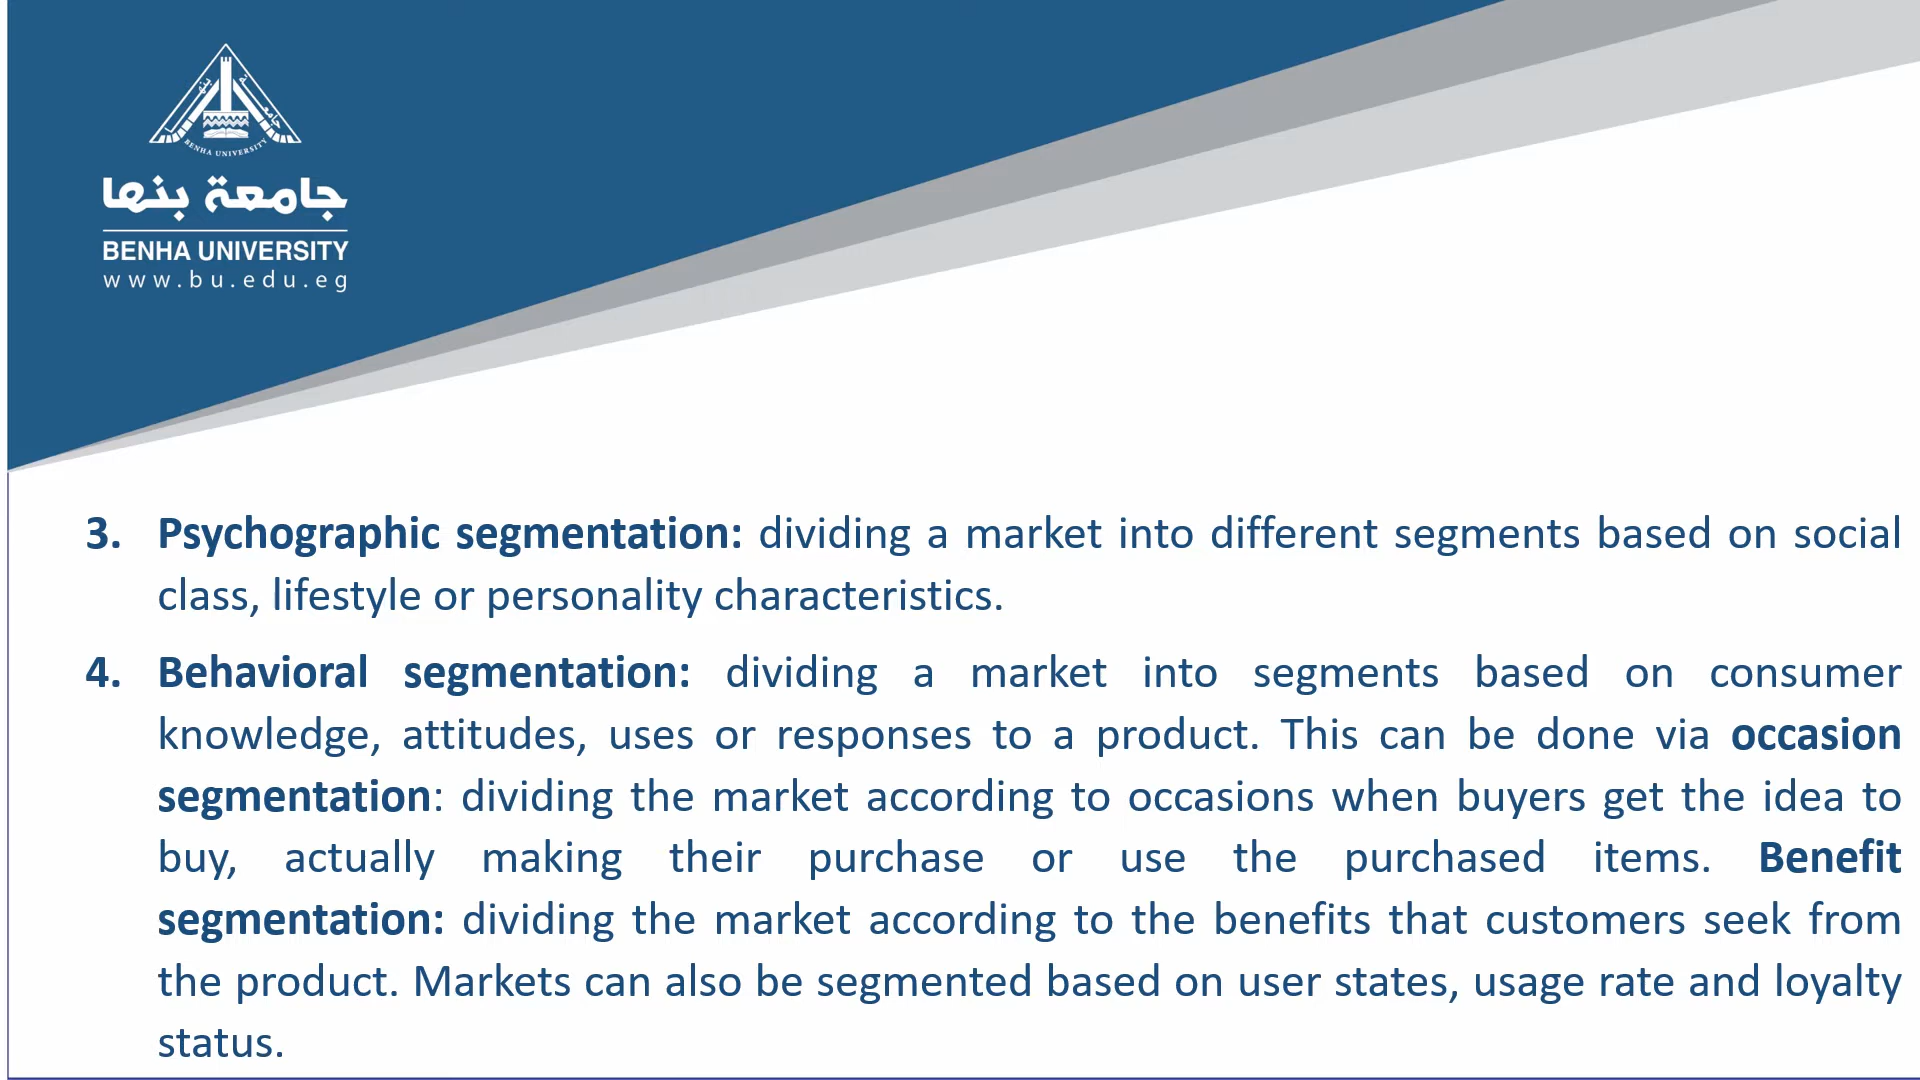 جامعة بنها
BENHA UNIVERSITY
جامعة بنها
BENHA UNIVERSITY
www.bu.edu.eg
3. Psychographic segmentation: dividing a market into different segments based on social
class, lifestyle or personality characteristics.
4. Behavioral segmentation: dividing a market into segments based on consumer
knowledge, attitudes, uses or responses to a product. This can be done via occasion
segmentation: dividing the market according to occasions when buyers get the idea to
buy, actually making their purchase or use the purchased items. Benefit
segmentation: dividing the market according to the benefits that customers seek from
the product. Markets can also be segmented based on user states, usage rate and loyalty
status.